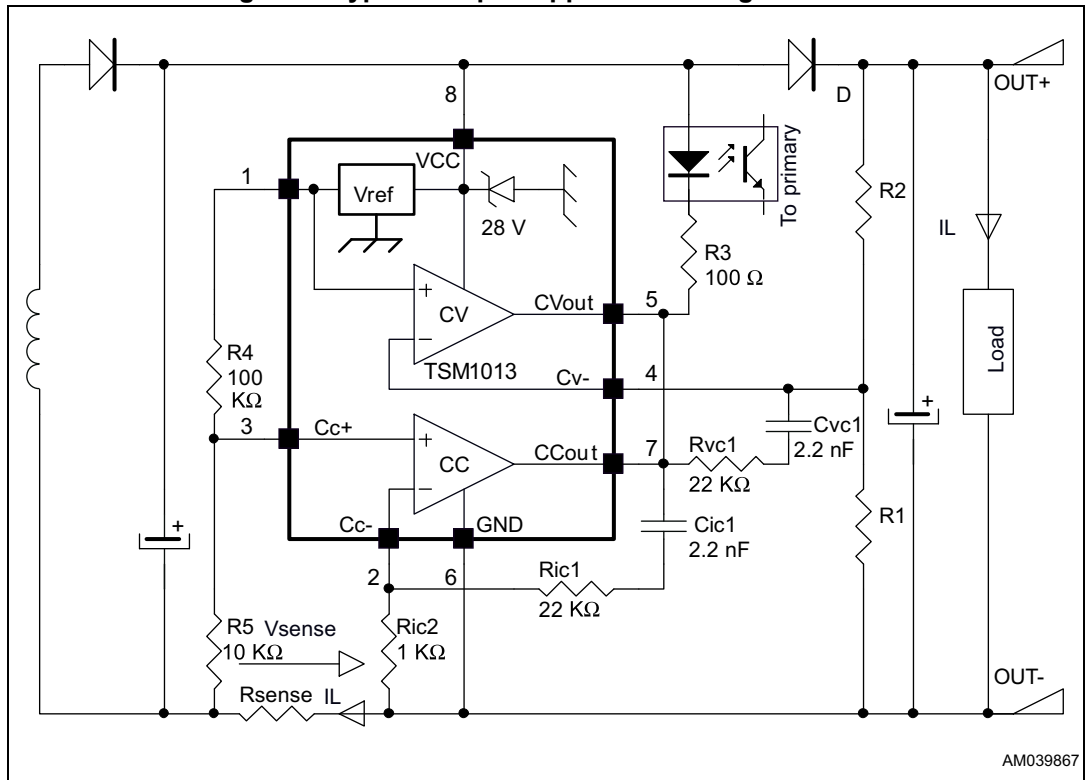 D
OUT+
8
VCC
1
Vref
28 V
To primary
R2
IL
R3
100 Ω
+
CV
−
CVout
5
TSM1013
Cv-
4
Load
R4
100
KΩ
3
Cc+
+
CC
−
CCout
7
Rvc1
22 KΩ
Cvc1
2.2 nF
+
R1
Cc-
GND
Cic1
2.2 nF
+
2
6
Ric1
22 KΩ
R5
10 KΩ
Vsense
Ric2
1 KΩ
Rsense
IL
OUT-
AM039867